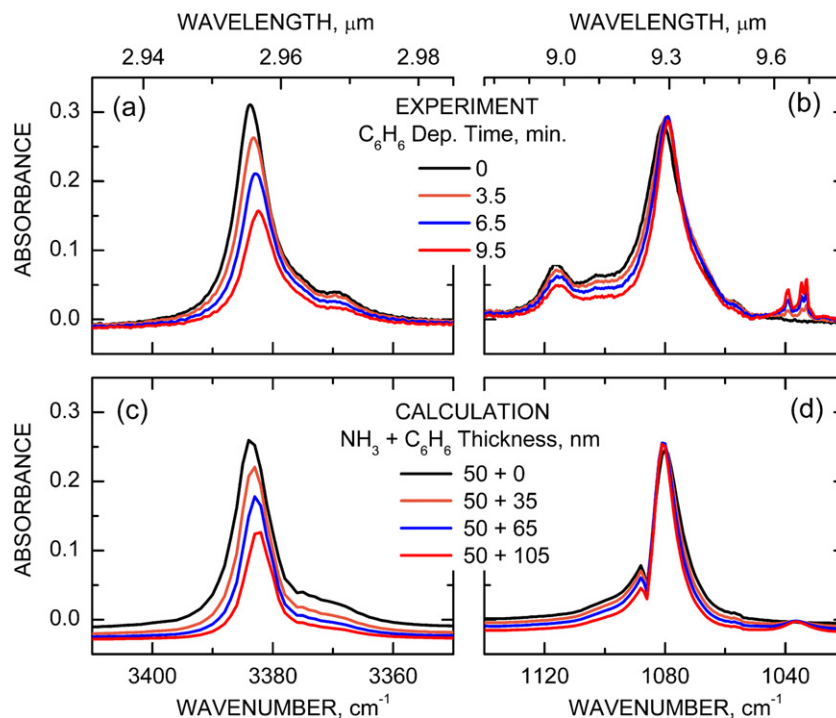 WAVELENGTH, μm WAVELENGTH, μm
2.94 2.96 2.98 9.0 9.3 9.6
(a) EXPERIMENT (b)
C6H6 Dep. Time, min.
0
3.5
6.5
9.5
ABSORBANCE
0.3
0.2
0.1
0.0
(c) CALCULATION (d)
NH3 + C6H6 Thickness, nm
50 + 0
50 + 35
50 + 65
50 + 105
ABSORBANCE
0.3
0.2
0.1
0.0
3400 3380 3360 1120 1080 1040
WAVENUMBER, cm-1 WAVENUMBER, cm-1